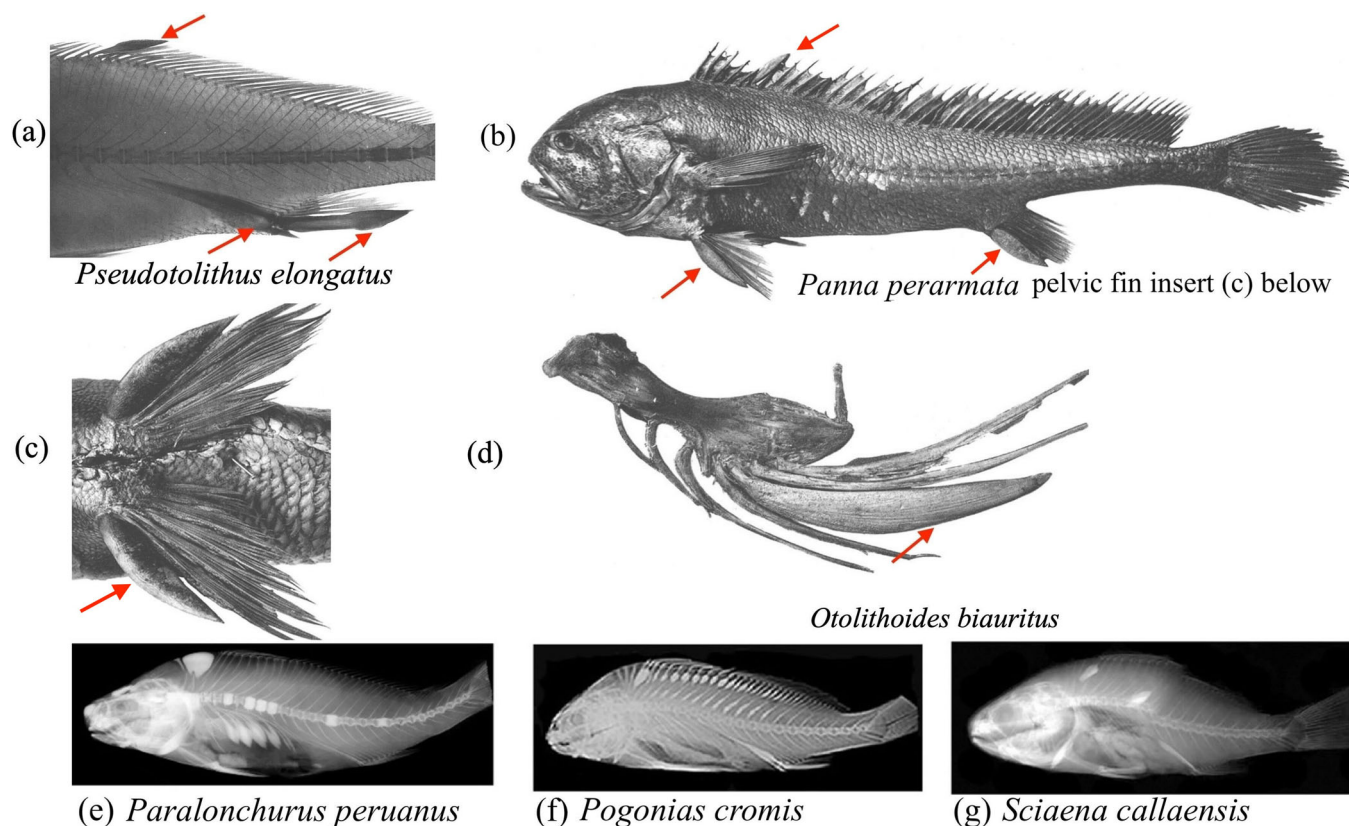 (a)
(b)
Pseudotolithus elongatus
Panna perarmata pelvic fin insert (c) below
(c)
(d)
Otolithoides biauritus
(e) Paralonchurus peruanus
(f) Pogonias cromis
(g) Sciaena callaensis